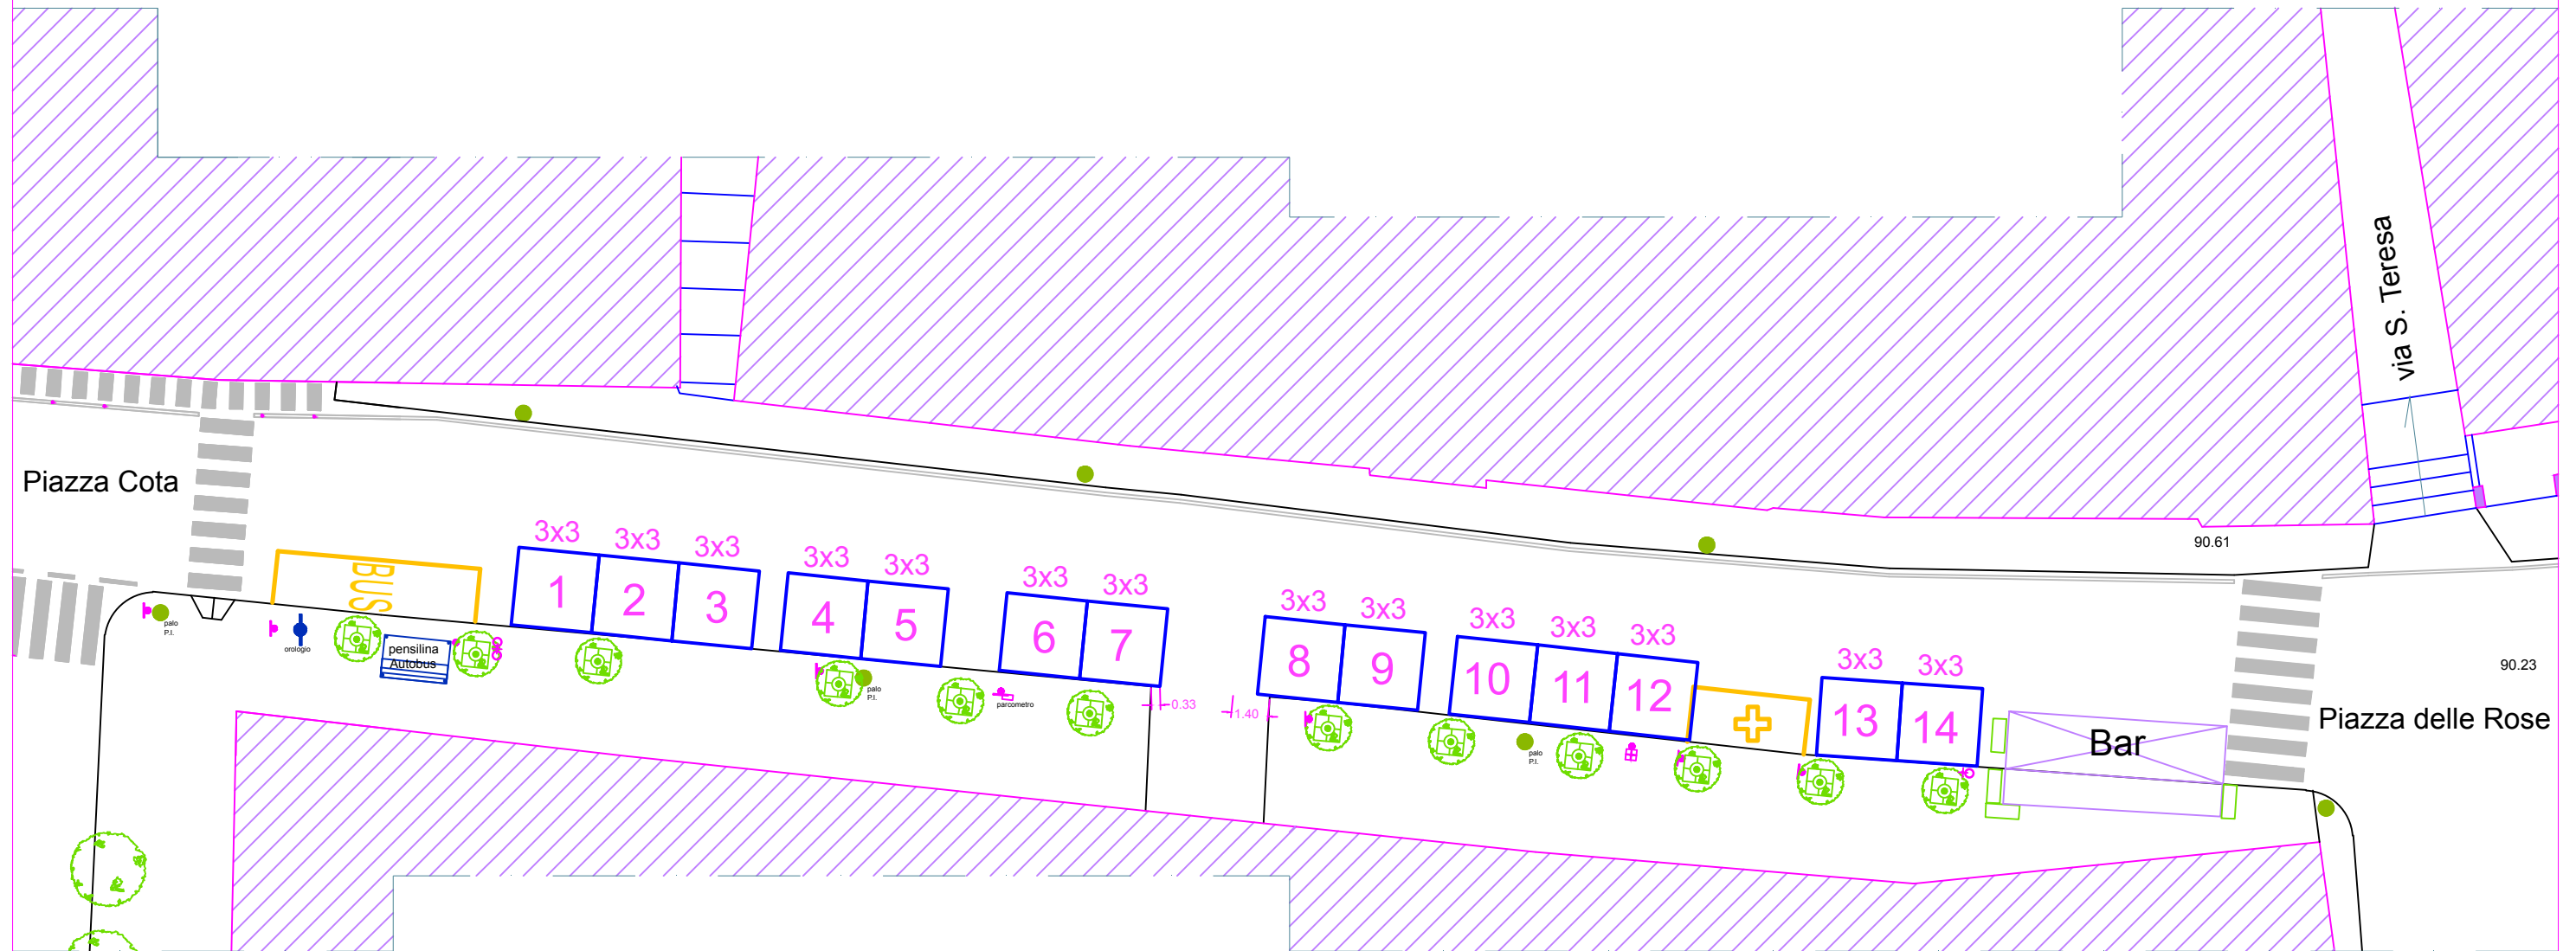 via S. Teresa
Piazza Cota
90.61
3x3
3x3
3x3
3x3
3x3
3x3
3x3
3x3
3x3
3x3
3x3
3x3
3x3
3x3
BUS
1
2
3
4
5
6
7
8
9
10
11
12
13
14
palo
P.I.
orologio
pensilina
Autobus
palo
P.I.
parcometro
0.33
1.40
palo
P.I.
Bar
90.23
Piazza delle Rose